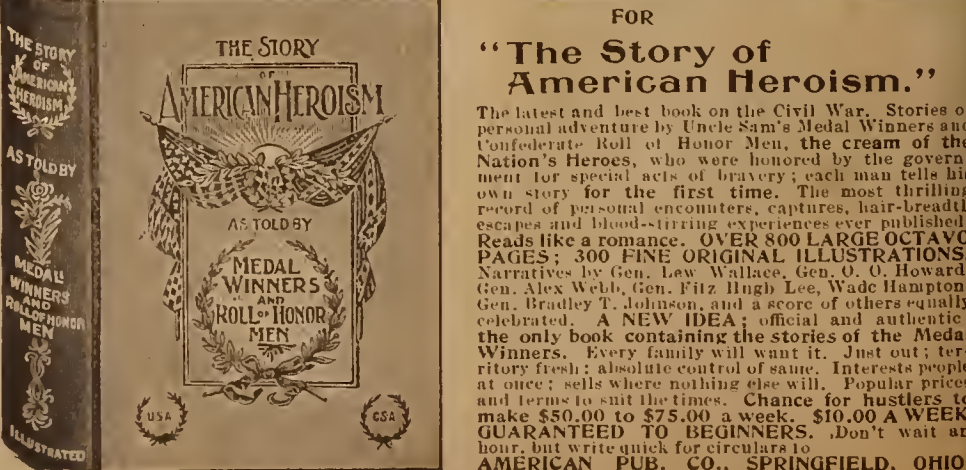 THE STORY
OF
AMERICAN
HEROISM
AS TOLD BY
MEDAL
WINNERS
AND
ROLL OF HONOR
MEN
ILLUSTRATED
THE STORY
OF
AMERICAN HEROISM
AS TOLD BY
MEDAL
WINNERS
AND
ROLL OF HONOR
MEN
USA
CSA
FOR
"The Story of
American Heroism."
The latest and best book on the Civil War. Stories o
personal adventure by Uncle Sam's Medal Winners and
Confederate Roll of Honor Men, the cream of the
Nation's Heroes, who were honored by the govern
ment for special acts of bravery; each man tells hi
own story for the first time. The most thrilling
record of personal encounters, captures, hair-breadth
escapes and blood-stirring experiences ever published
Reads like a romance. OVER 800 LARGE OCTAVO
PAGES; 300 FINE ORIGINAL ILLUSTRATIONS
Narratives by Gen. Lew Wallace, Gen. O. O. Howard
Gen. Alex Webb, Gen. Fitz Hugh Lee, Wade Hampton
Gen. Bradley T. Johnson, and a score of others equally
celebrated. A NEW IDEA; official and authentic
the only book containing the stories of the Meda
Winners. Every family will want it. Just out; ter
ritory fresh: absolute control of same. Interests people
at once; sells where nothing else will. Popular prices
and terms to suit the times. Chance for hustlers to
make $50.00 to $75.00 a week. $10.00 A WEEK
GUARANTEED TO BEGINNERS. Don't wait an
hour, but write quick for circulars to
AMERICAN PUB. CO., SPRINGFIELD, OHIO